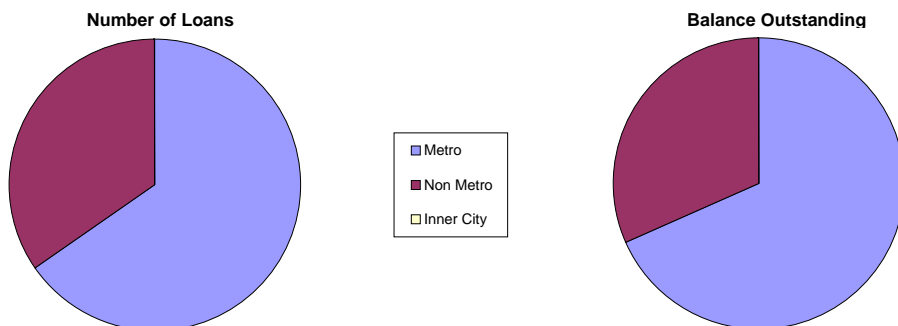 Number of Loans
Balance Outstanding
Metro
Non Metro
Inner City